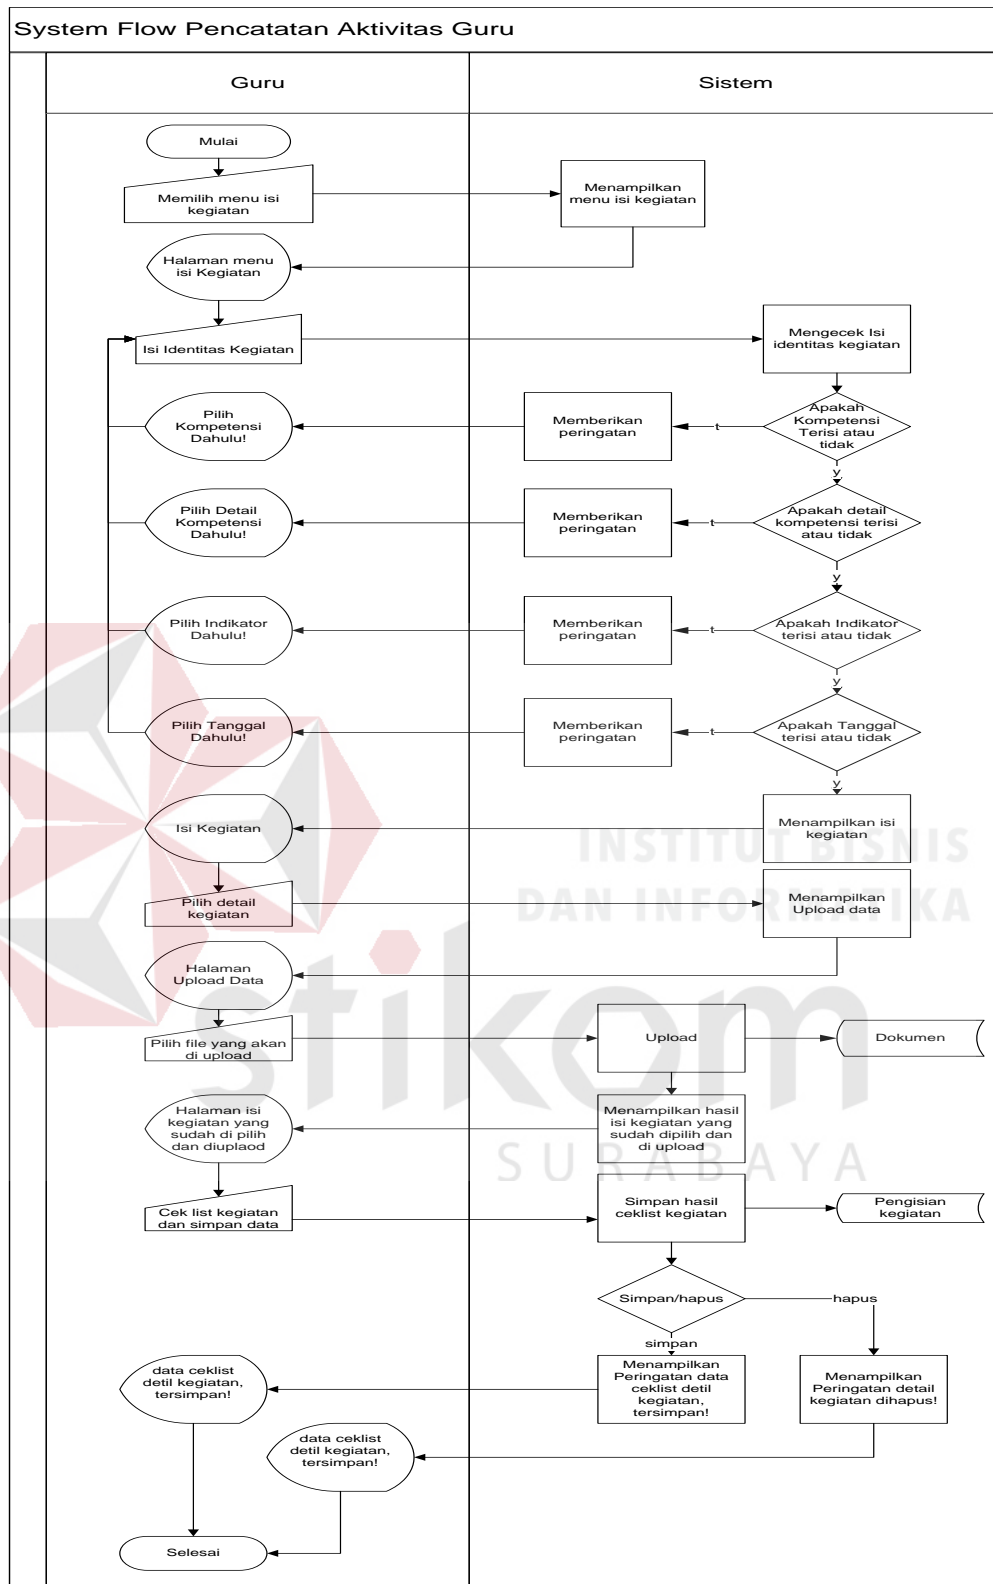 System Flow Pencatatan Aktivitas Guru
Guru
Sistem
Mulai
Memilih menu isi
kegiatan
Menampilkan
menu isi kegiatan
Halaman menu
isi Kegiatan
Isi Identitas Kegiatan
Mengecek Isi
identitas kegiatan
Pilih
Kompetensi
Dahulu!
Memberikan
peringatan
t
Apakah
Kompetensi
Terisi atau
tidak
y
Pilih Detail
Kompetensi
Dahulu!
Memberikan
peringatan
t
Apakah detail
kompetensi terisi
atau tidak
y
Pilih Indikator
Dahulu!
Memberikan
peringatan
t
Apakah Indikator
terisi atau tidak
y
Pilih Tanggal
Dahulu!
Memberikan
peringatan
t
Apakah Tanggal
terisi atau tidak
y
Isi Kegiatan
Menampilkan isi
kegiatan
INSTITUT BISNIS
DAN INFORMATIKA
Pilih detail
kegiatan
Menampilkan
Upload data
Halaman
Upload Data
stikom
Pilih file yang akan
di upload
Upload
Dokumen
Halaman isi
kegiatan yang
sudah di pilih
dan diuplaod
Menampilkan hasil
isi kegiatan yang
sudah dipilih dan
di upload
SURABAYA
Cek list kegiatan
dan simpan data
Simpan hasil
ceklist kegiatan
Pengisian
kegiatan
Simpan/hapus
hapus
simpan
data ceklist
detil kegiatan,
tersimpan!
Menampilkan
Peringatan data
ceklist detil
kegiatan,
tersimpan!
Menampilkan
Peringatan detail
kegiatan dihapus!
data ceklist
detil kegiatan,
tersimpan!
Selesai